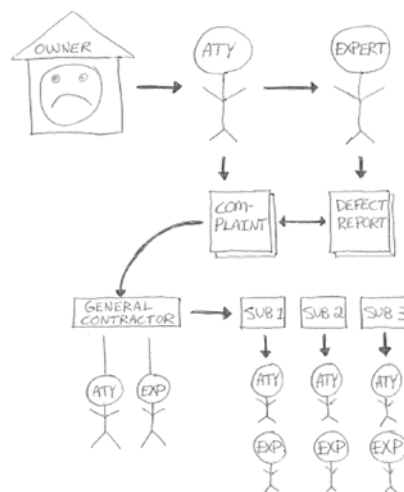 OWNER
ATY
EXPERT
COM-
PLAINT
DEFECT
REPORT
GENERAL
CONTRACTOR
SUB 1
SUB 2
SUB 3
ATY
EXP
ATY
ATY
ATY
EXP
EXP
EXP